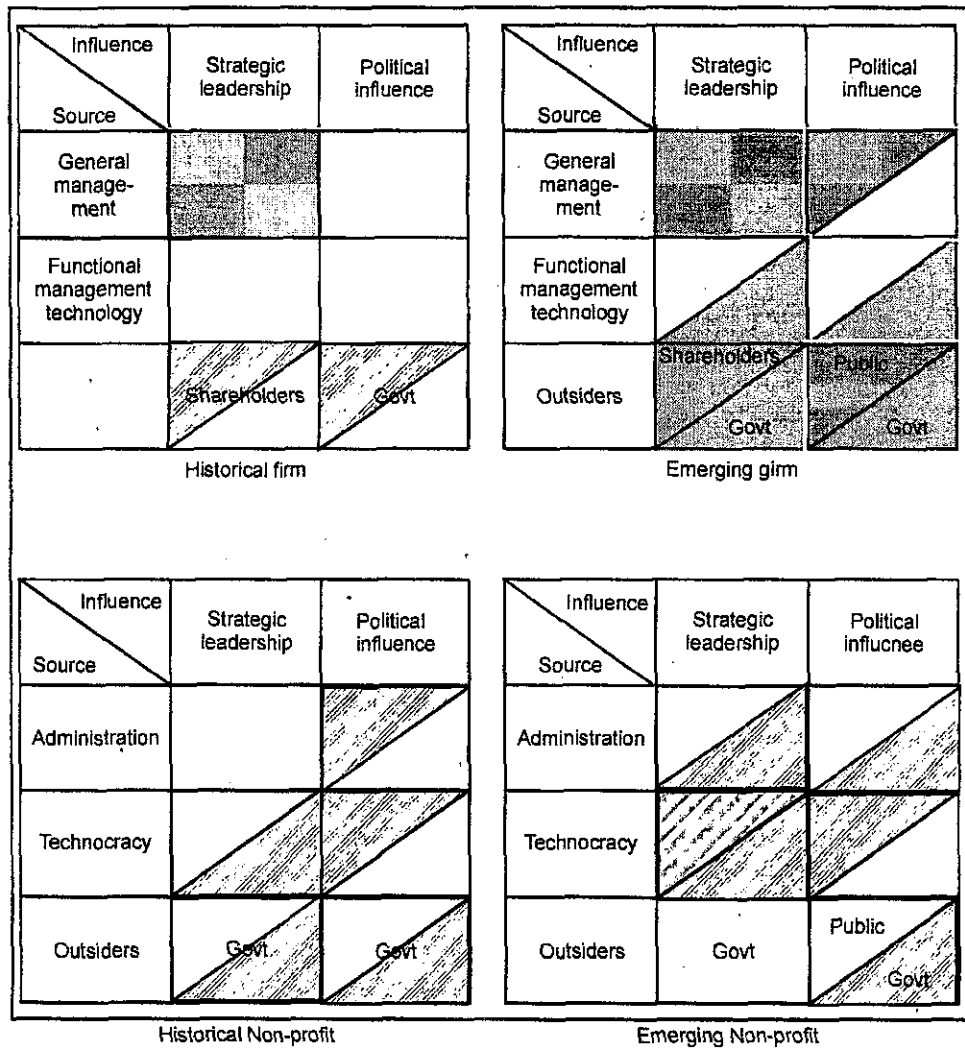 Influence
Source
Strategic
leadership
Political
influence
General
manage-
ment
Functional
management
technology
Shareholders
Govt
Historical firm
Influence
Source
Strategic
leadership
Political
influence
General
manage-
ment
Functional
management
technology
Outsiders
Shareholders
Govt
Public
Govt
Emerging girm
Influence
Source
Strategic
leadership
Political
influence
Administration
Technocracy
Outsiders
Govt
Govt
Historical Non-profit
Influence
Source
Strategic
leadership
Political
influcnee
Administration
Technocracy
Outsiders
Govt
Public
Govt
Emerging Non-profit